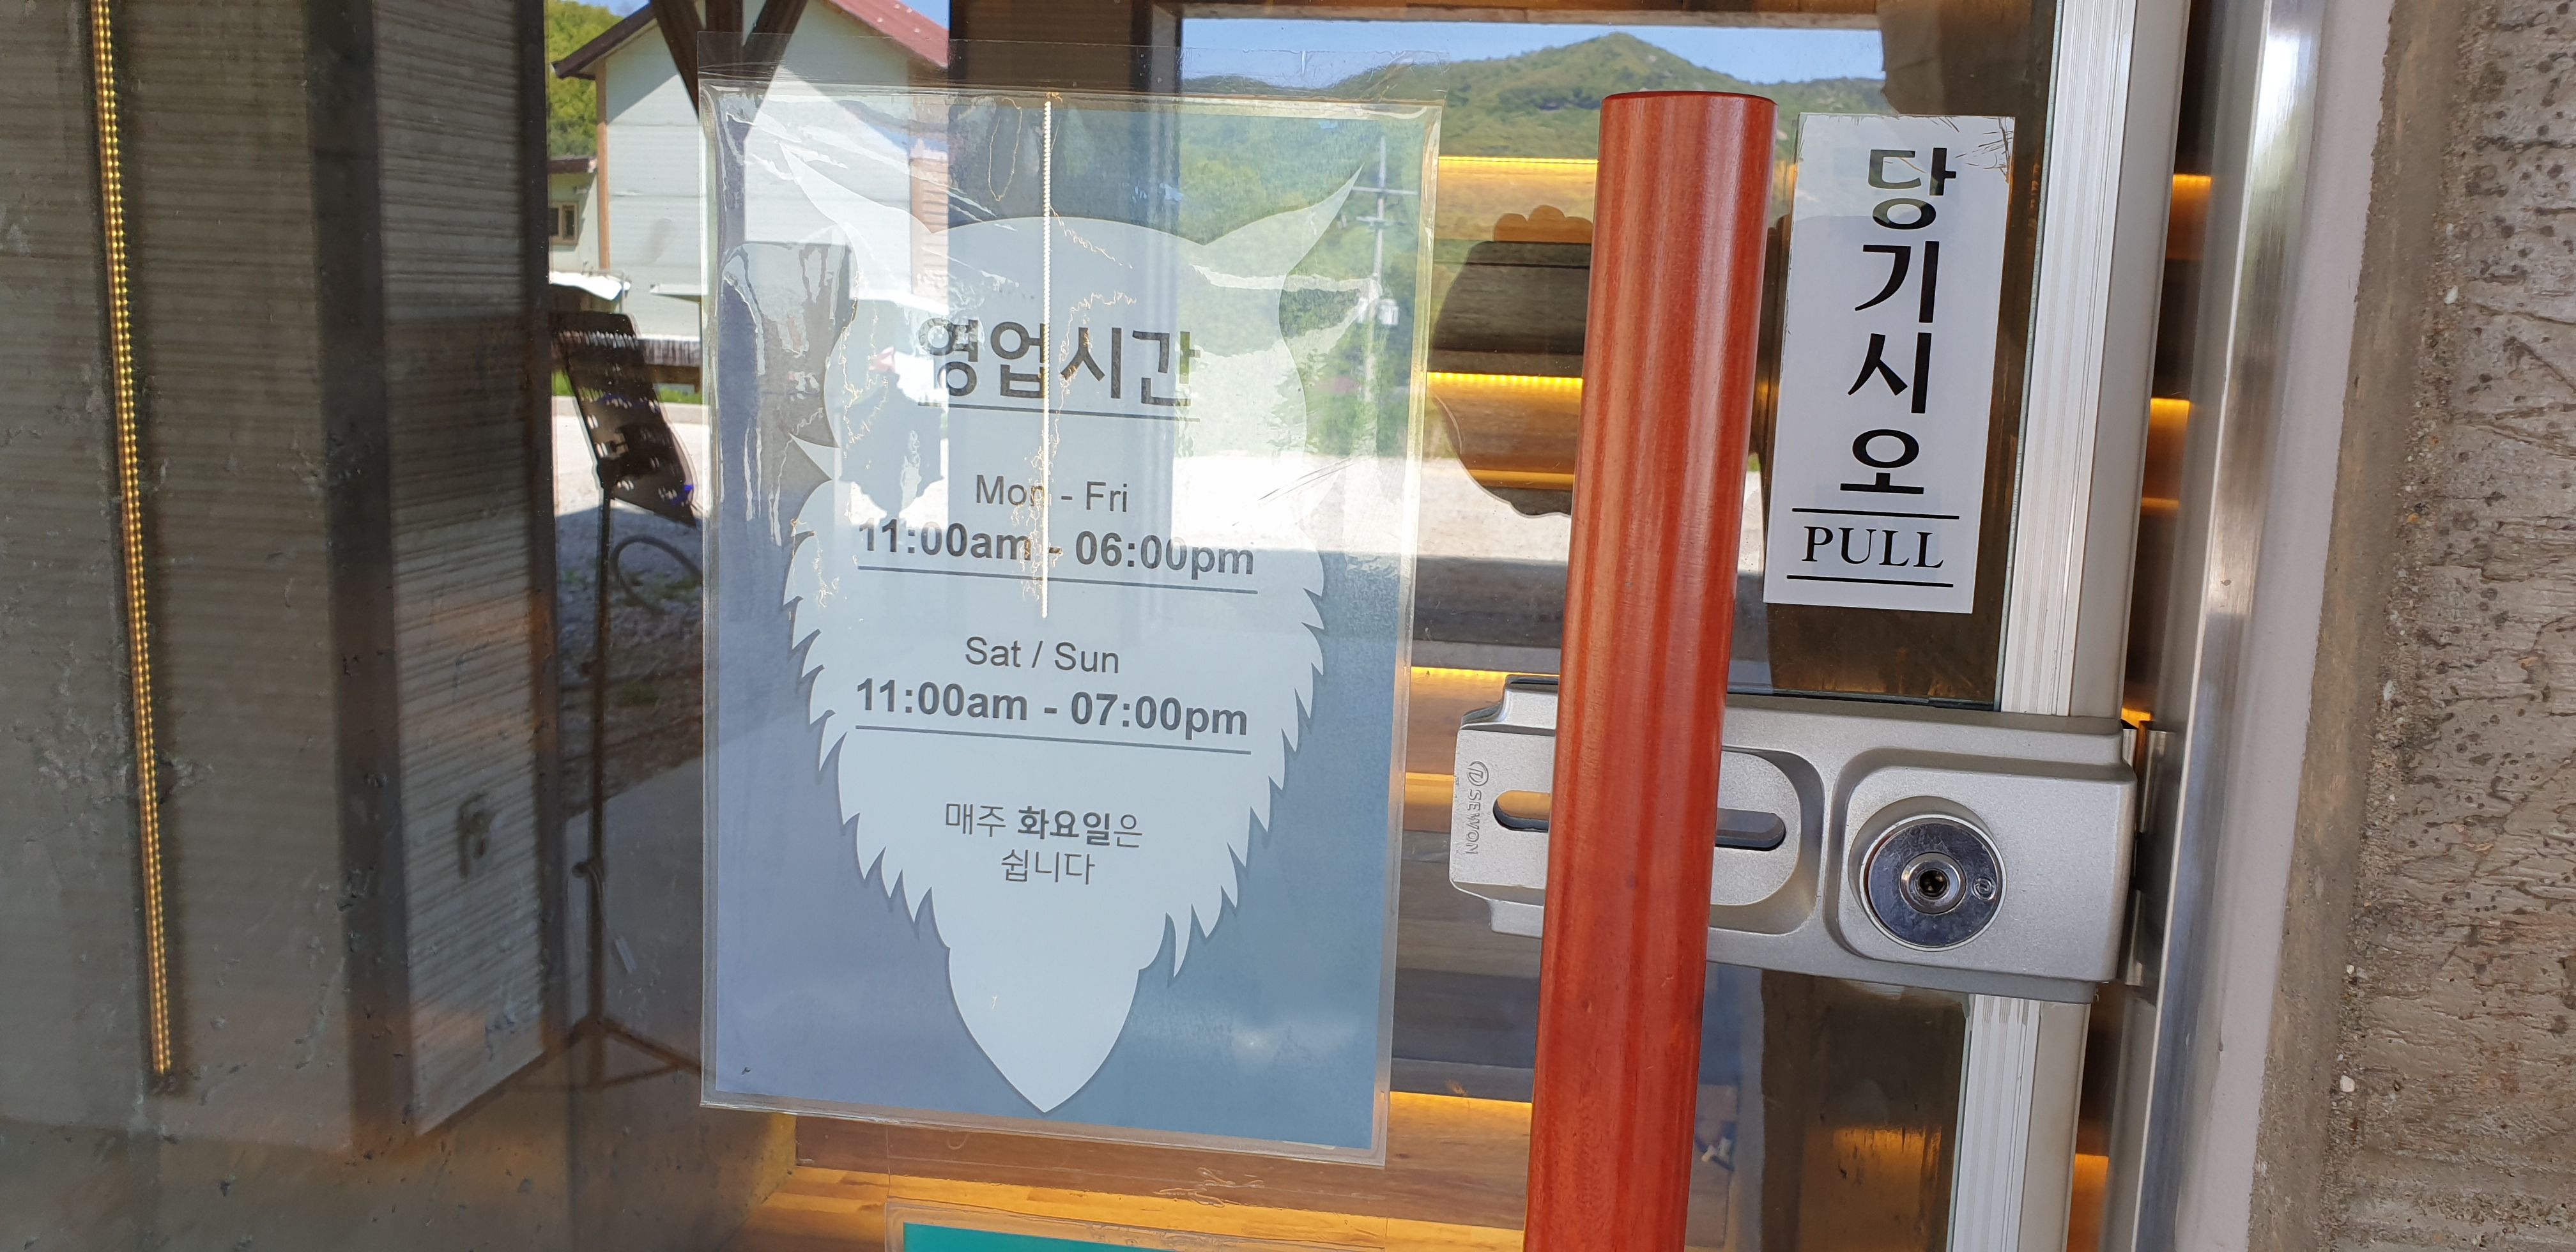 영업시간
Mon - Fri
11:00am - 06:00pm
Sat / Sun
11:00am - 07:00pm
매주 화요일은
쉽니다
당기시오
PULL
SEWON